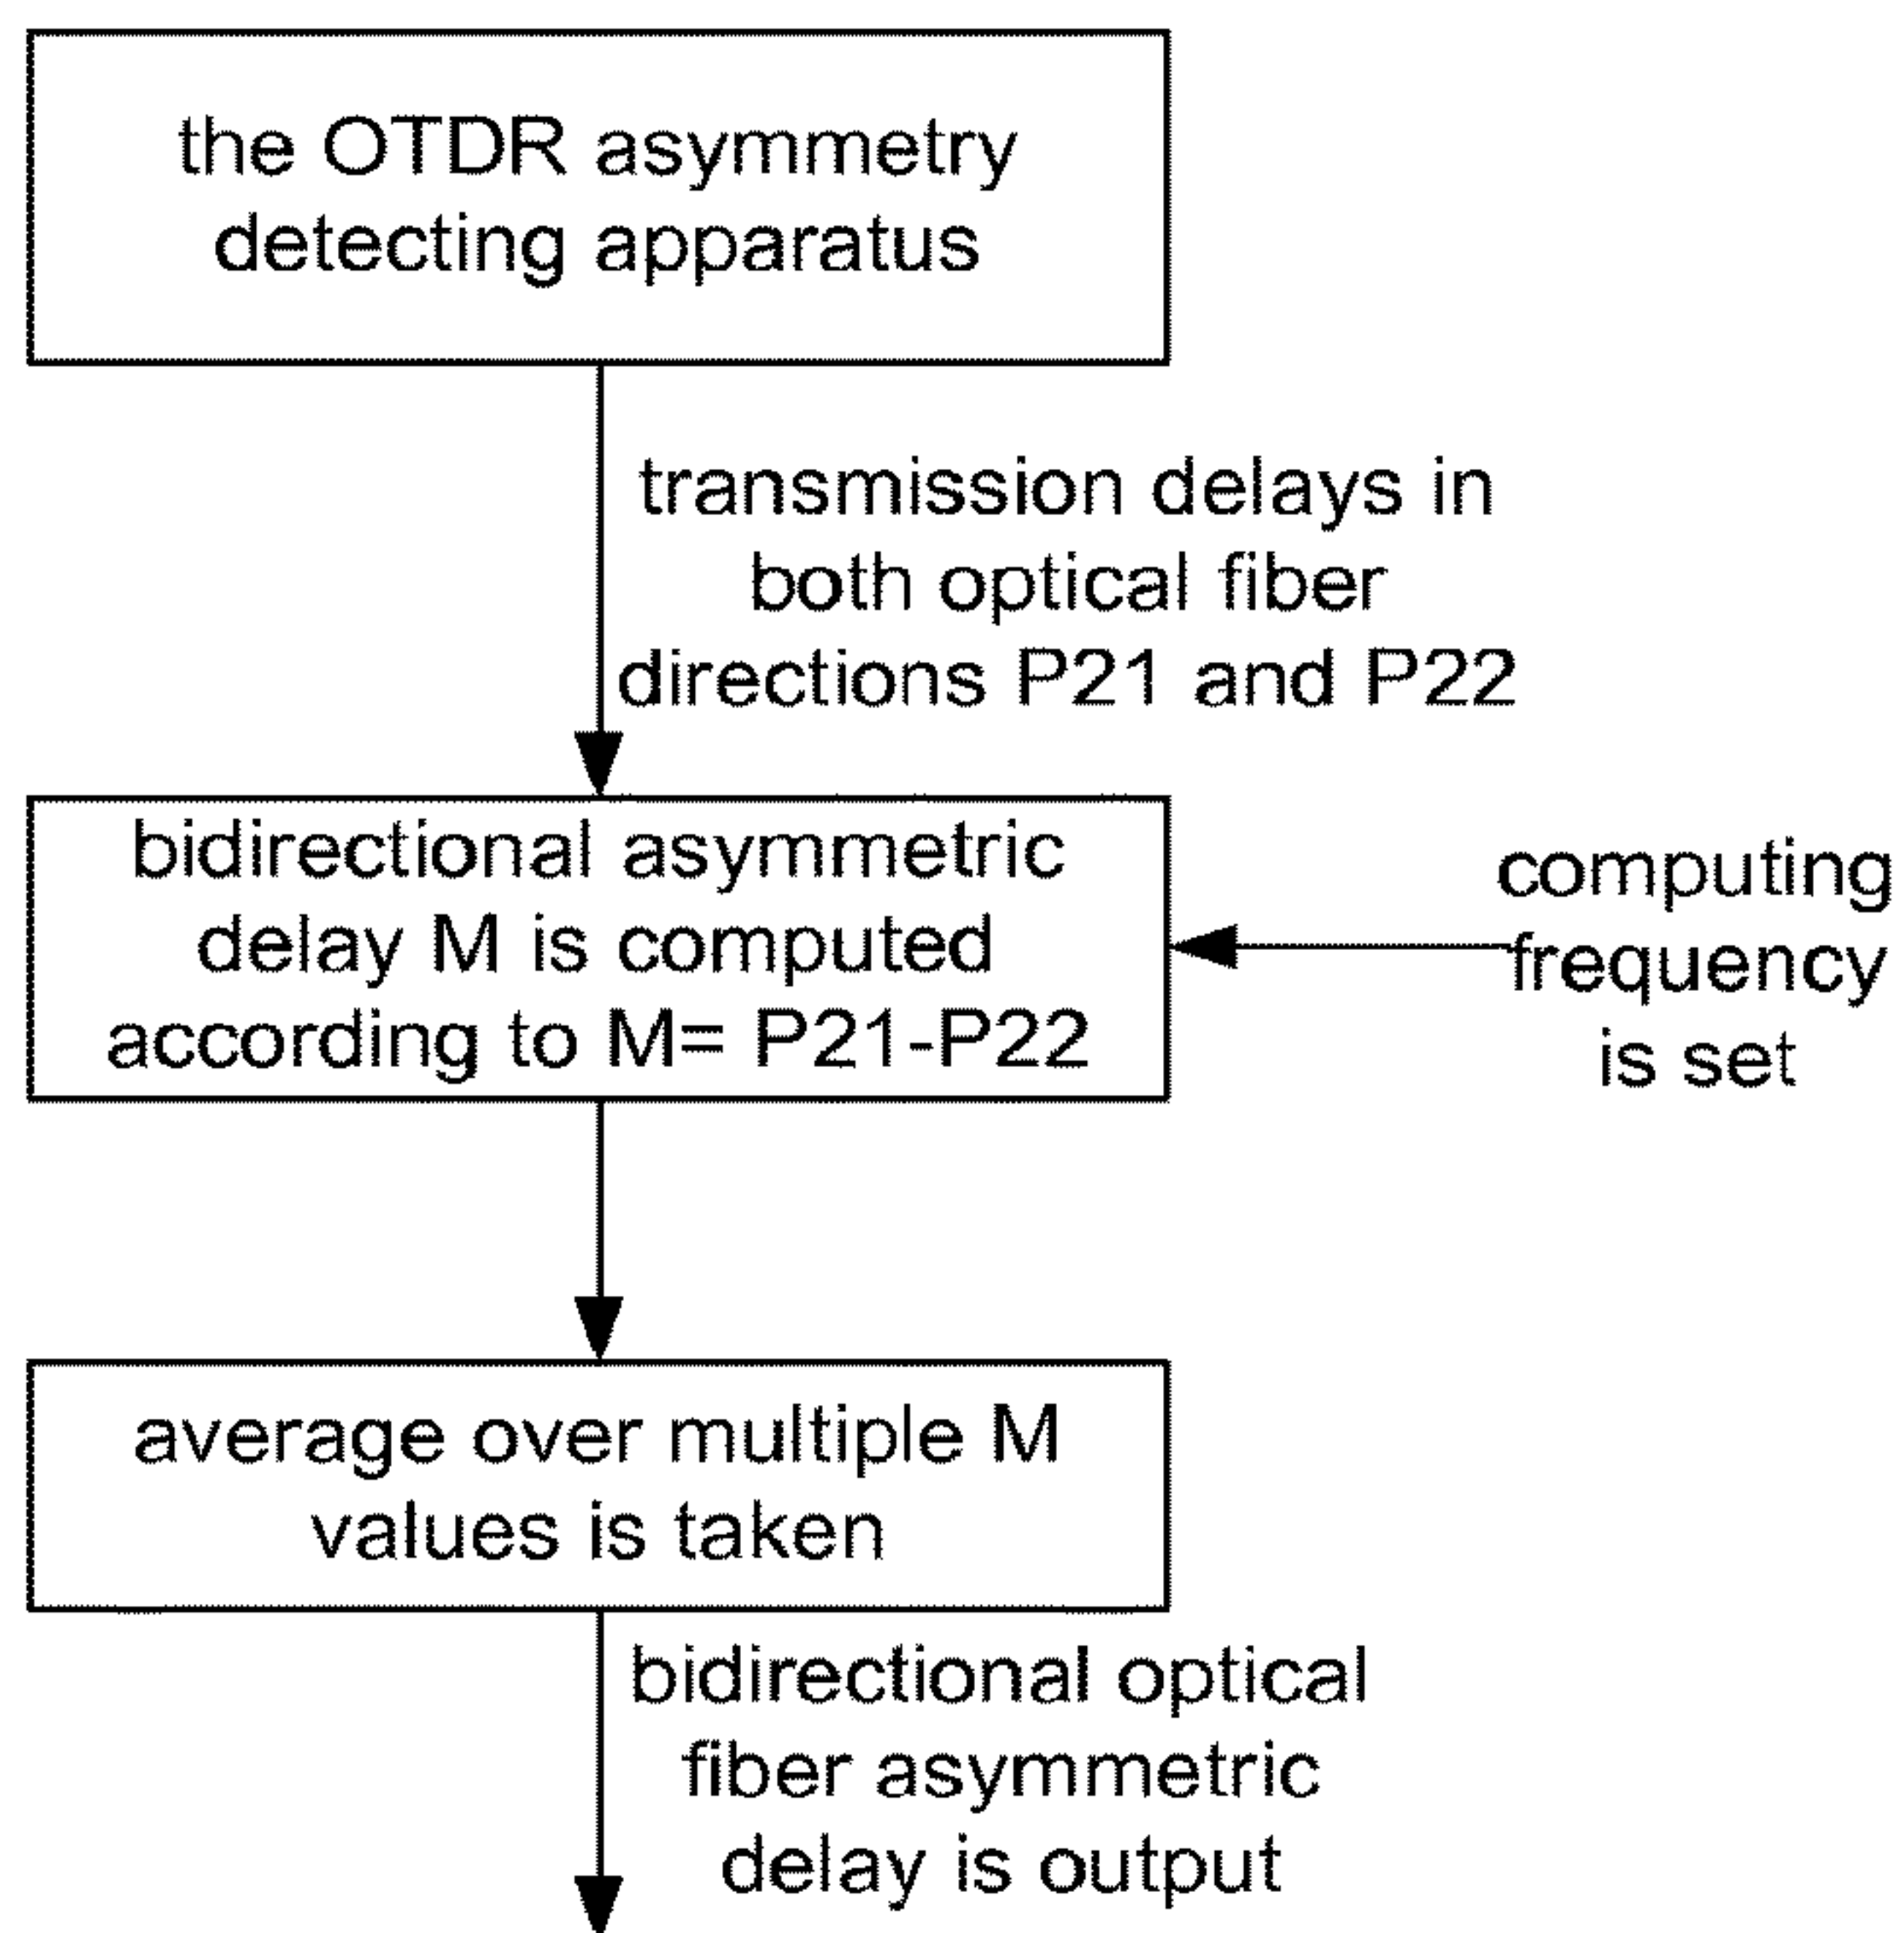 the OTDR asymmetry
detecting apparatus
transmission delays in
both optical fiber
directions P21 and P22
bidirectional asymmetric
delay M is computed
according to M= P21-P22
computing
frequency
is set
average over multiple M
values is taken
bidirectional optical
fiber asymmetric
delay is output